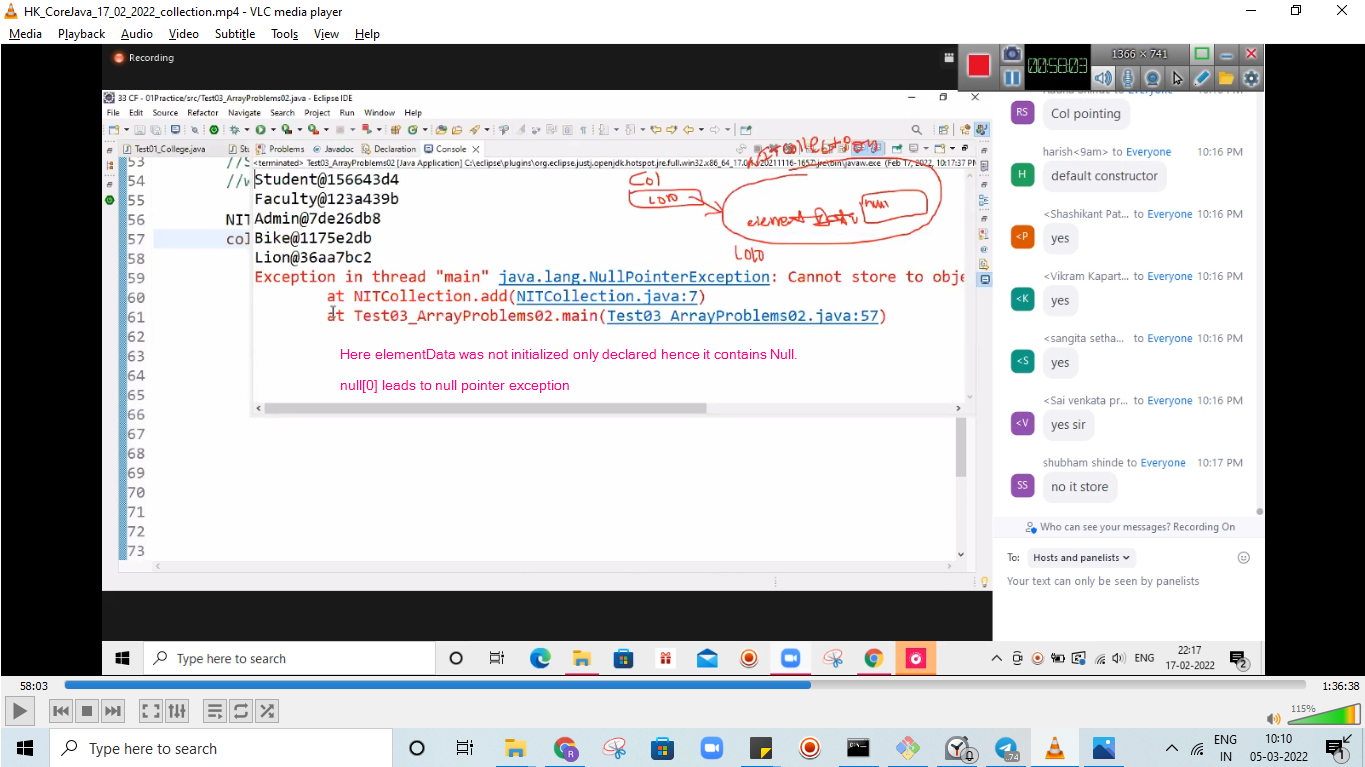 HK_CoreJava_17_02_2022_collection.mp4 - VLC media player
Media Playback Audio Video Subtitle Tools View Help
Recording
1366 × 741
00:58:03
33 CF - 01Practice/src/Test03_ArrayProblems02.java - Eclipse IDE
File Edit Source Refactor Navigate Search Project Run Window Help
Test01_College.java
Problems Javadoc Declaration Console
<terminated> Test03_ArrayProblems02 [Java Application] C:\eclipse\plugins\org.eclipse.justj.openjdk.hotspot.jre.full.win32.x86_64_17.0
20211116-1657\jre\bin\javaw.exe (Feb 17, 2022, 10:17:37 PM
53 //S
54 //w
55
56 NIT
57 col
58
59
60
61
62
63
64
65
66
67
68
69
70
71
72
73
Student@156643d4
Faculty@123a439b
Admin@7de26db8
Bike@1175e2db
Lion@36aa7bc2
Exception in thread "main" java.lang.NullPointerException: Cannot store to obje
at NITCollection.add(NITCollection.java:7)
at Test03_ArrayProblems02.main(Test03_ArrayProblems02.java:57)
Col
1010
element Data
null
1010
Here elementData was not initialized only declared hence it contains Null.
null[0] leads to null pointer exception
RS
Col pointing
harish<9am> to Everyone 10:16 PM
H
default constructor
<Shashikant Pat... to Everyone 10:16 PM
<P
yes
<Vikram Kapart... to Everyone 10:16 PM
<K
yes
<sangita setha... to Everyone 10:16 PM
<S
yes
<Sai venkata pr... to Everyone 10:16 PM
<V
yes sir
shubham shinde to Everyone 10:17 PM
SS
no it store
Who can see your messages? Recording On
To: Hosts and panelists
Your text can only be seen by panelists
Type here to search
ENG
22:17
17-02-2022
2
58:03
1:36:38
115%
Type here to search
74
ENG
IN
10:10
05-03-2022
1